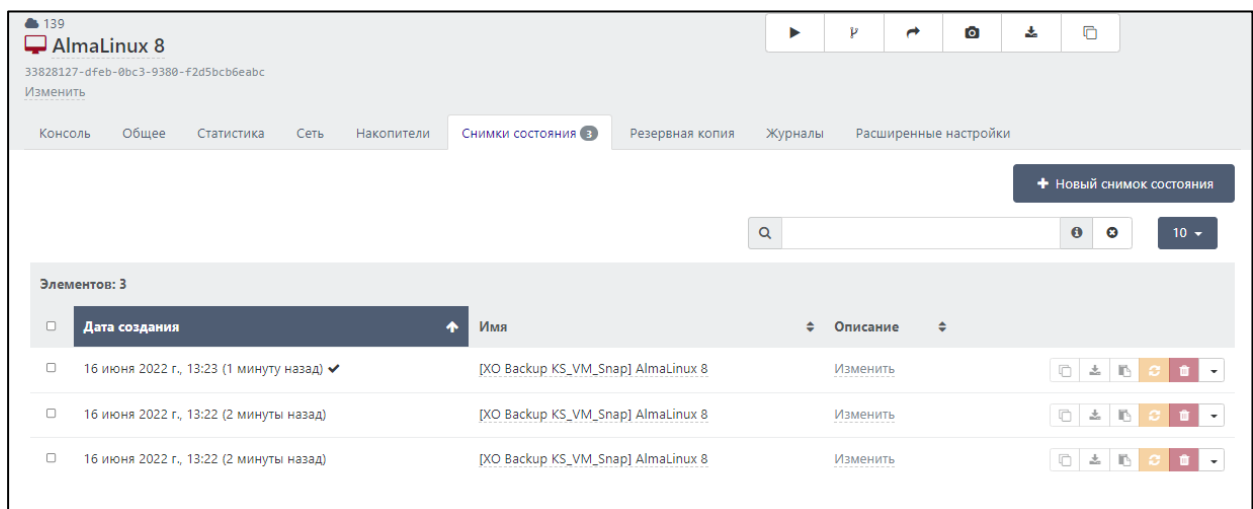 139
AlmaLinux 8
33828127-dfeb-0bc3-9380-f2d5bcb6eabc
Изменить
Консоль Общее Статистика Сеть Накопители Снимки состояния 3 Резервная копия Журналы Расширенные настройки
+ Новый снимок состояния
10
Элементов: 3
Дата создания Имя Описание
16 июня 2022 г., 13:23 (1 минуту назад) ✔ [XO Backup KS_VM_Snap] AlmaLinux 8 Изменить
16 июня 2022 г., 13:22 (2 минуты назад) [XO Backup KS_VM_Snap] AlmaLinux 8 Изменить
16 июня 2022 г., 13:22 (2 минуты назад) [XO Backup KS_VM_Snap] AlmaLinux 8 Изменить